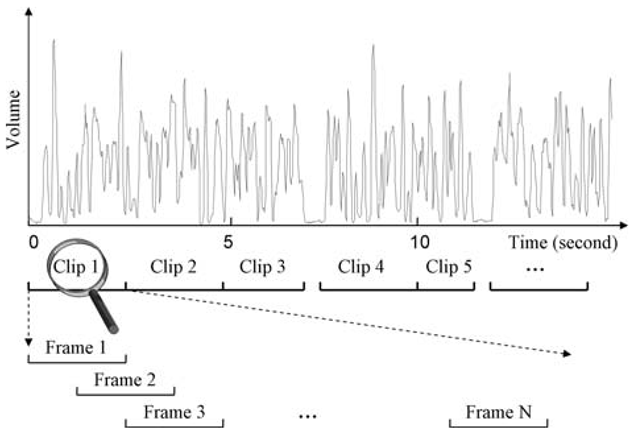 Volume
0 5 10 Time (second)
Clip 1 Clip 2 Clip 3 Clip 4 Clip 5 ...
Frame 1
Frame 2
Frame 3 ... Frame N